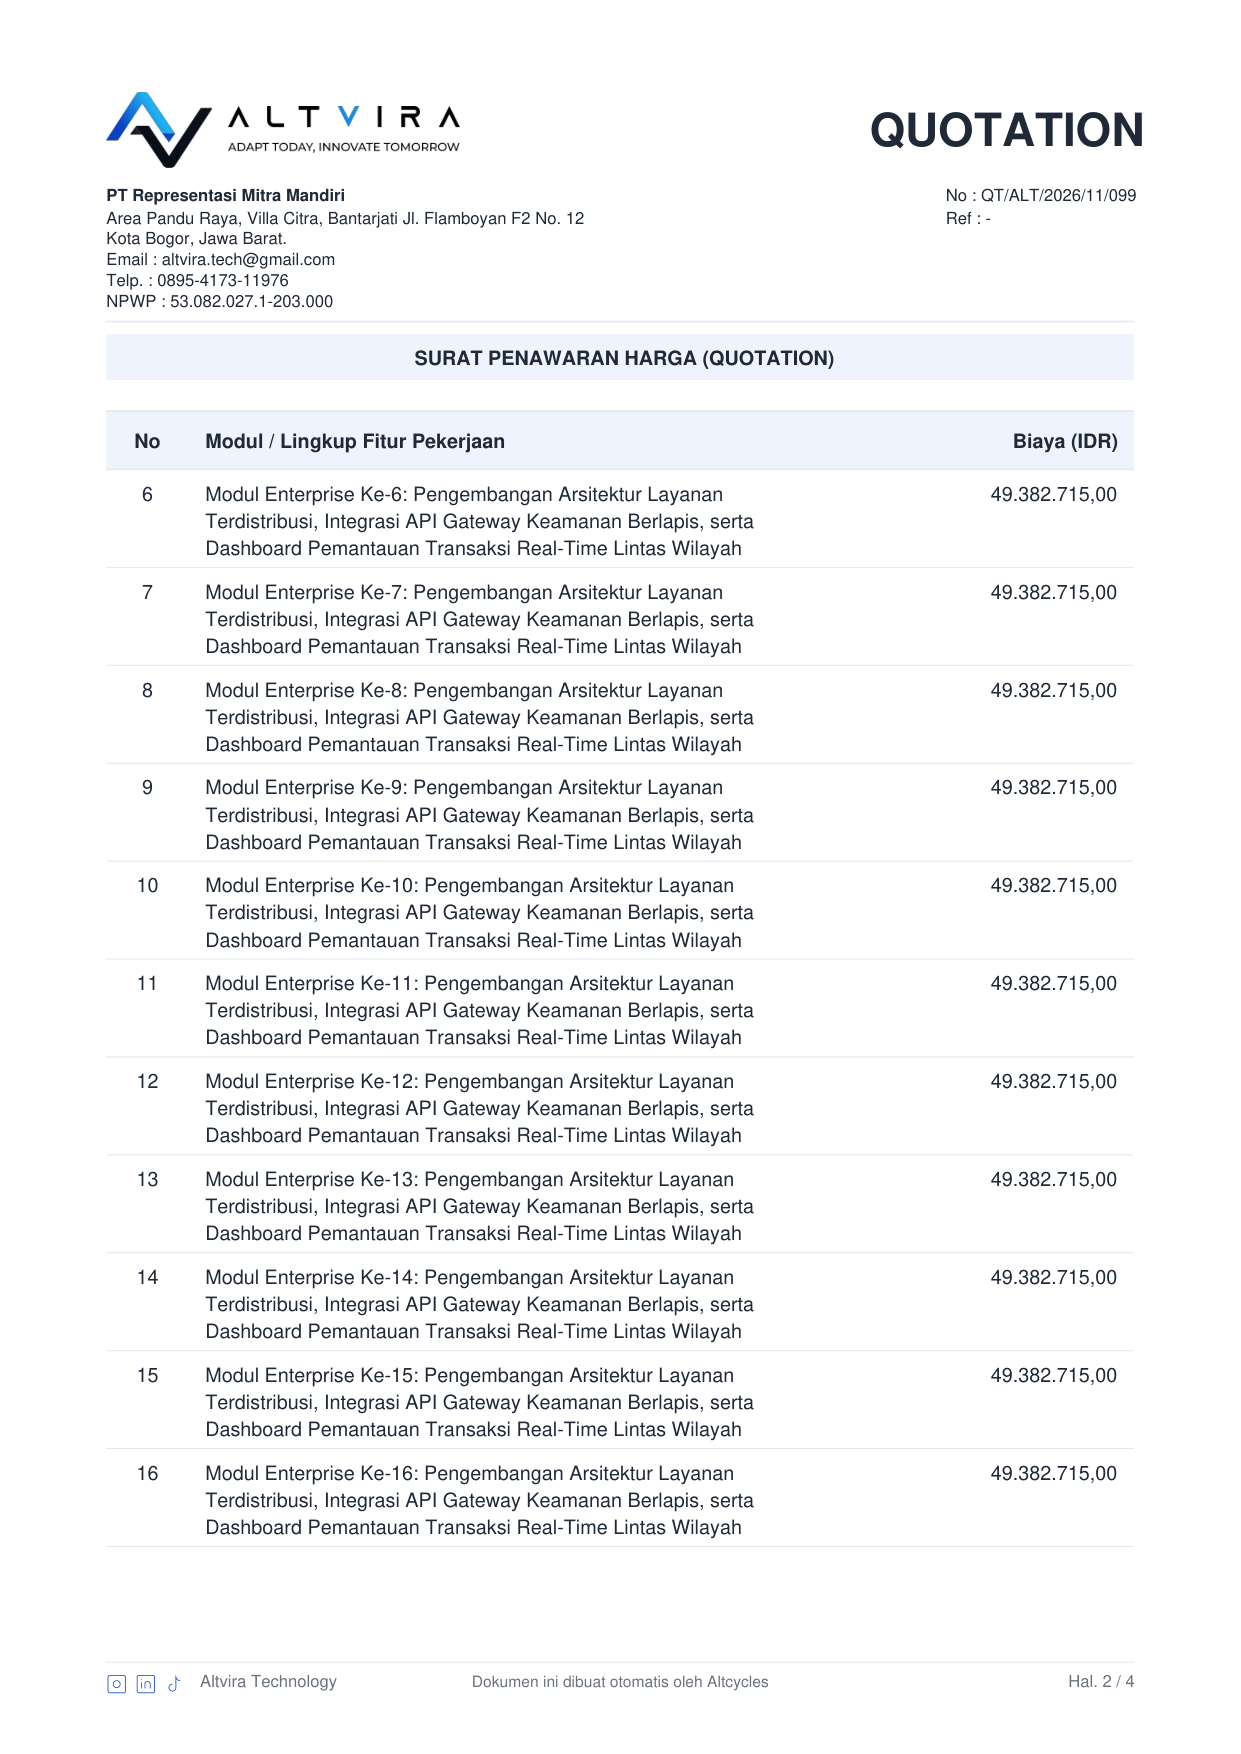 ALTVIRA
ADAPT TODAY, INNOVATE TOMORROW
QUOTATION
PT Representasi Mitra Mandiri
Area Pandu Raya, Villa Citra, Bantarjati Jl. Flamboyan F2 No. 12
Kota Bogor, Jawa Barat.
Email : altvira.tech@gmail.com
Telp. : 0895-4173-11976
NPWP : 53.082.027.1-203.000
No : QT/ALT/2026/11/099
Ref : -
SURAT PENAWARAN HARGA (QUOTATION)
No Modul / Lingkup Fitur Pekerjaan Biaya (IDR)
6 Modul Enterprise Ke-6: Pengembangan Arsitektur Layanan 49.382.715,00
Terdistribusi, Integrasi API Gateway Keamanan Berlapis, serta
Dashboard Pemantauan Transaksi Real-Time Lintas Wilayah
7 Modul Enterprise Ke-7: Pengembangan Arsitektur Layanan 49.382.715,00
Terdistribusi, Integrasi API Gateway Keamanan Berlapis, serta
Dashboard Pemantauan Transaksi Real-Time Lintas Wilayah
8 Modul Enterprise Ke-8: Pengembangan Arsitektur Layanan 49.382.715,00
Terdistribusi, Integrasi API Gateway Keamanan Berlapis, serta
Dashboard Pemantauan Transaksi Real-Time Lintas Wilayah
9 Modul Enterprise Ke-9: Pengembangan Arsitektur Layanan 49.382.715,00
Terdistribusi, Integrasi API Gateway Keamanan Berlapis, serta
Dashboard Pemantauan Transaksi Real-Time Lintas Wilayah
10 Modul Enterprise Ke-10: Pengembangan Arsitektur Layanan 49.382.715,00
Terdistribusi, Integrasi API Gateway Keamanan Berlapis, serta
Dashboard Pemantauan Transaksi Real-Time Lintas Wilayah
11 Modul Enterprise Ke-11: Pengembangan Arsitektur Layanan 49.382.715,00
Terdistribusi, Integrasi API Gateway Keamanan Berlapis, serta
Dashboard Pemantauan Transaksi Real-Time Lintas Wilayah
12 Modul Enterprise Ke-12: Pengembangan Arsitektur Layanan 49.382.715,00
Terdistribusi, Integrasi API Gateway Keamanan Berlapis, serta
Dashboard Pemantauan Transaksi Real-Time Lintas Wilayah
13 Modul Enterprise Ke-13: Pengembangan Arsitektur Layanan 49.382.715,00
Terdistribusi, Integrasi API Gateway Keamanan Berlapis, serta
Dashboard Pemantauan Transaksi Real-Time Lintas Wilayah
14 Modul Enterprise Ke-14: Pengembangan Arsitektur Layanan 49.382.715,00
Terdistribusi, Integrasi API Gateway Keamanan Berlapis, serta
Dashboard Pemantauan Transaksi Real-Time Lintas Wilayah
15 Modul Enterprise Ke-15: Pengembangan Arsitektur Layanan 49.382.715,00
Terdistribusi, Integrasi API Gateway Keamanan Berlapis, serta
Dashboard Pemantauan Transaksi Real-Time Lintas Wilayah
16 Modul Enterprise Ke-16: Pengembangan Arsitektur Layanan 49.382.715,00
Terdistribusi, Integrasi API Gateway Keamanan Berlapis, serta
Dashboard Pemantauan Transaksi Real-Time Lintas Wilayah
Altvira Technology Dokumen ini dibuat otomatis oleh Altcycles Hal. 2 / 4